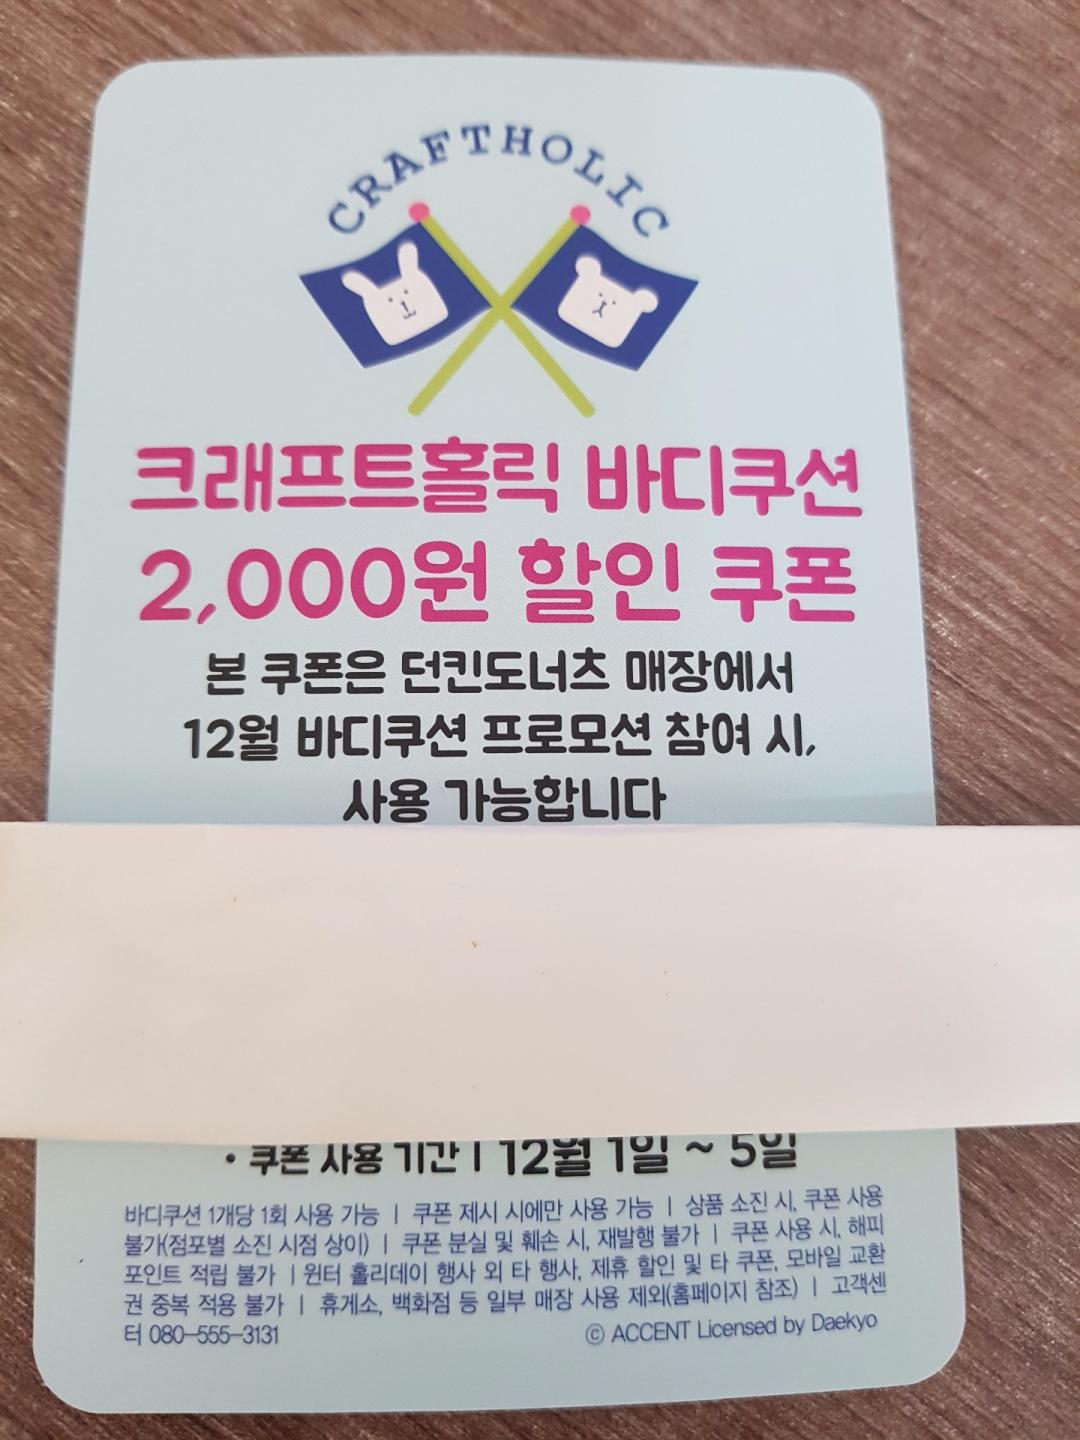 CRAFTHOLIC
크래프트홀릭 바디쿠션
2,000원 할인 쿠폰
본 쿠폰은 던킨도너츠 매장에서
12월 바디쿠션 프로모션 참여 시,
사용 가능합니다
• 쿠폰 사용 기간 | 12월 1일 ~ 5일
바디쿠션 1개당 1회 사용 가능 | 쿠폰 제시 시에만 사용 가능 | 상품 소진 시, 쿠폰 사용
불가(점포별 소진 시점 상이) | 쿠폰 분실 및 훼손 시, 재발행 불가 | 쿠폰 사용 시, 해피
포인트 적립 불가 | 윈터 홀리데이 행사 외 타 행사, 제휴 할인 및 타 쿠폰, 모바일 교환
권 중복 적용 불가 | 휴게소, 백화점 등 일부 매장 사용 제외(홈페이지 참조) | 고객센
터 080-555-3131
ⓒ ACCENT Licensed by Daekyo